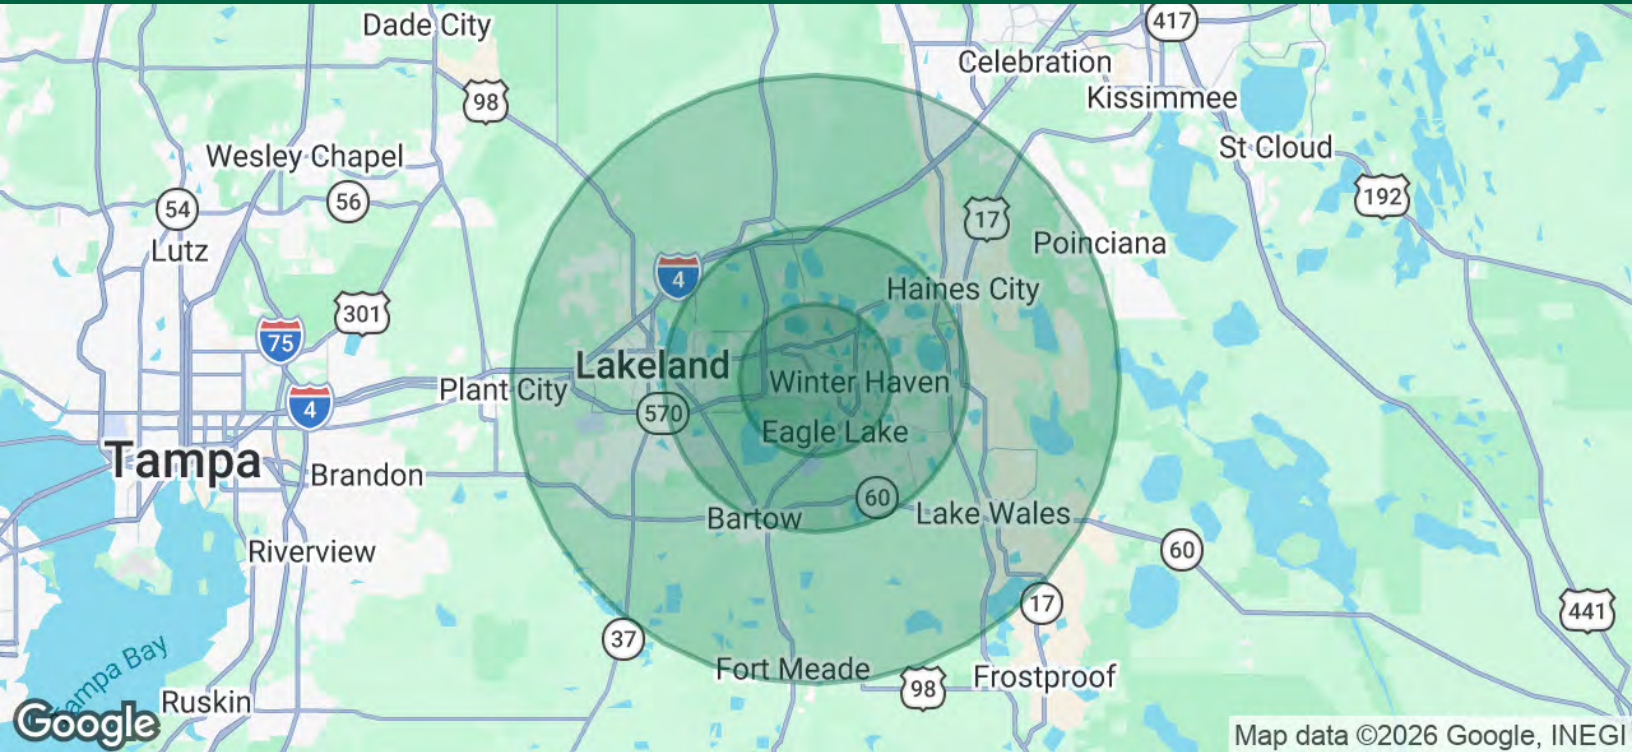 Dade City
417
Celebration
98
Kissimmee
Wesley Chapel
St Cloud
56
54
192
17
Lutz
Poinciana
4
Haines City
301
75
Lakeland
Plant City
Winter Haven
4
570
Eagle Lake
Tampa
Brandon
60
Bartow
Lake Wales
Riverview
60
17
441
37
Tampa Bay
Fort Meade
Frostproof
98
Ruskin
Google
Map data ©2026 Google, INEGI